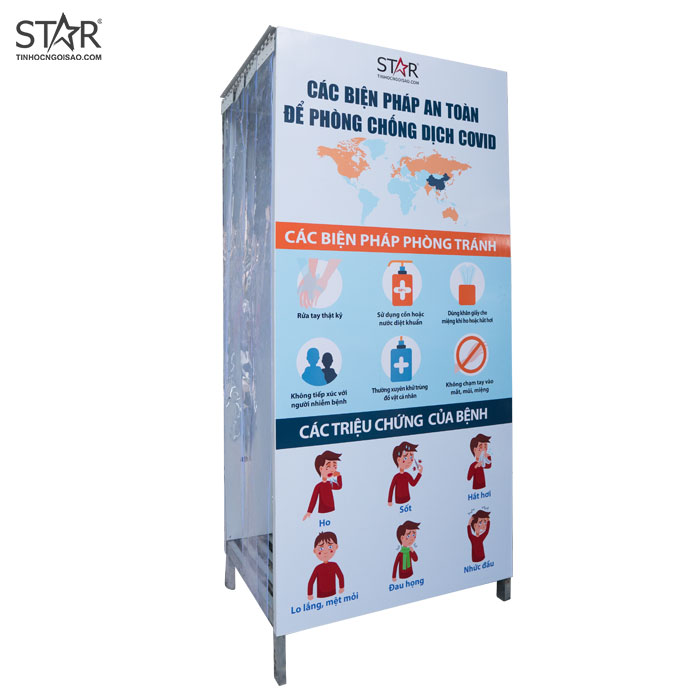 STAR®
TINHOCNGOISAO.COM
STAR®
TINHOCNGOISAO.COM
CÁC BIỆN PHÁP AN TOÀN
ĐỂ PHÒNG CHỐNG DỊCH COVID
CÁC BIỆN PHÁP PHÒNG TRÁNH
Rửa tay thật kỹ
Sử dụng cồn hoặc
nước diệt khuẩn
Dùng khăn giấy che
miệng khi ho hoặc hắt hơi
Không tiếp xúc với
người nhiễm bệnh
Thường xuyên khử trùng
đồ vật cá nhân
Không chạm tay vào
mắt, mũi, miệng
CÁC TRIỆU CHỨNG CỦA BỆNH
Ho
Sốt
Hắt hơi
Lo lắng, mệt mỏi
Đau họng
Nhức đầu